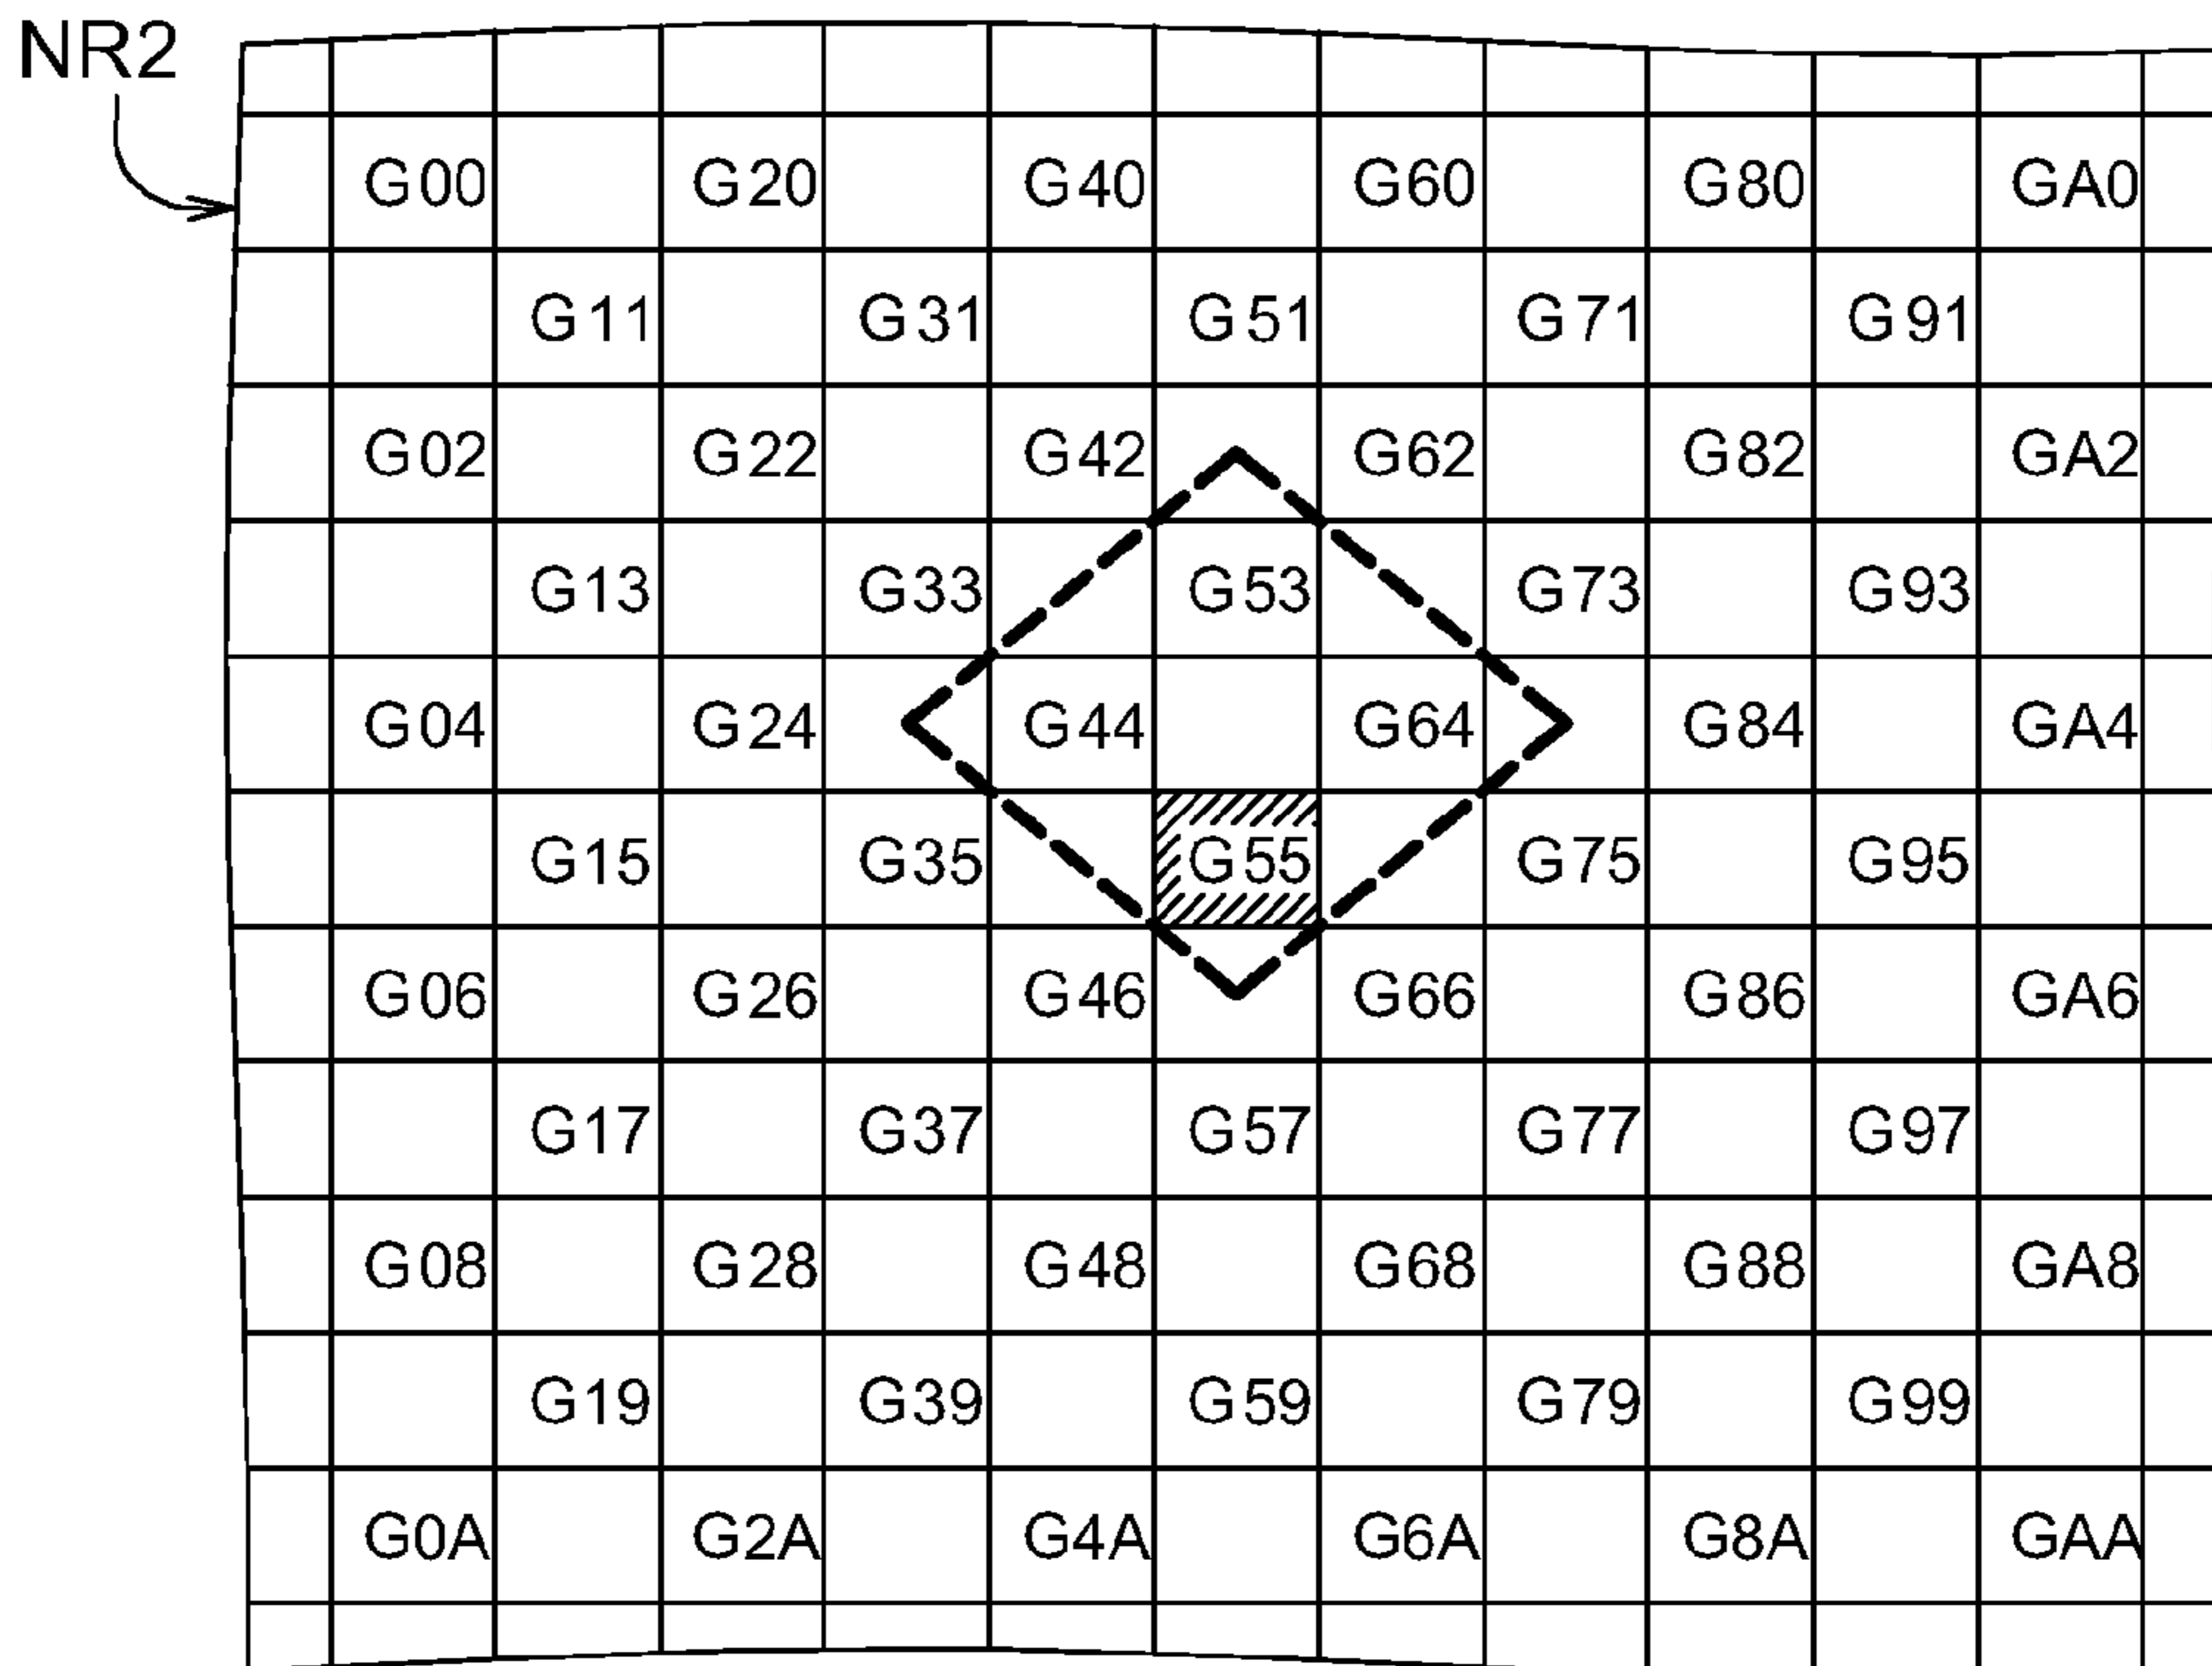 NR2
G00 G20 G40 G60 G80 GA0
G11 G31 G51 G71 G91
G02 G22 G42 G62 G82 GA2
G13 G33 G53 G73 G93
G04 G24 G44 G64 G84 GA4
G15 G35 G55 G75 G95
G06 G26 G46 G66 G86 GA6
G17 G37 G57 G77 G97
G08 G28 G48 G68 G88 GA8
G19 G39 G59 G79 G99
G0A G2A G4A G6A G8A GAA